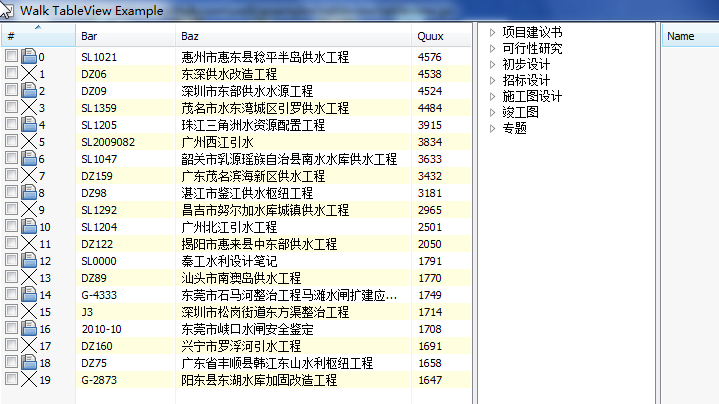 Walk TableView Example
# Bar Baz Quux
0 SL1021 惠州市惠东县稔平半岛供水工程 4576
1 DZ06 东深供水改造工程 4538
2 DZ09 深圳市东部供水水源工程 4524
3 SL1359 茂名市水东湾城区引罗供水工程 4484
4 SL1205 珠江三角洲水资源配置工程 3915
5 SL2009082 广州西江引水 3834
6 SL1047 韶关市乳源瑶族自治县南水水库供水工程 3633
7 DZ159 广东茂名滨海新区供水工程 3432
8 DZ98 湛江市鉴江供水枢纽工程 3181
9 SL1292 昌吉市努尔加水库城镇供水工程 2965
10 SL1204 广州北江引水工程 2501
11 DZ122 揭阳市惠来县中东部供水工程 2050
12 SL0000 秦工水利设计笔记 1791
13 DZ89 汕头市南澳岛供水工程 1770
14 G-4333 东莞市石马河整治工程马滩水闸扩建应... 1749
15 J3 深圳市松岗街道东方渠整治工程 1714
16 2010-10 东莞市峡口水闸安全鉴定 1708
17 DZ160 兴宁市罗浮河引水工程 1691
18 DZ75 广东省丰顺县韩江东山水利枢纽工程 1658
19 G-2873 阳东县东湖水库加固改造工程 1647
项目建议书
可行性研究
初步设计
招标设计
施工图设计
竣工图
专题
Name